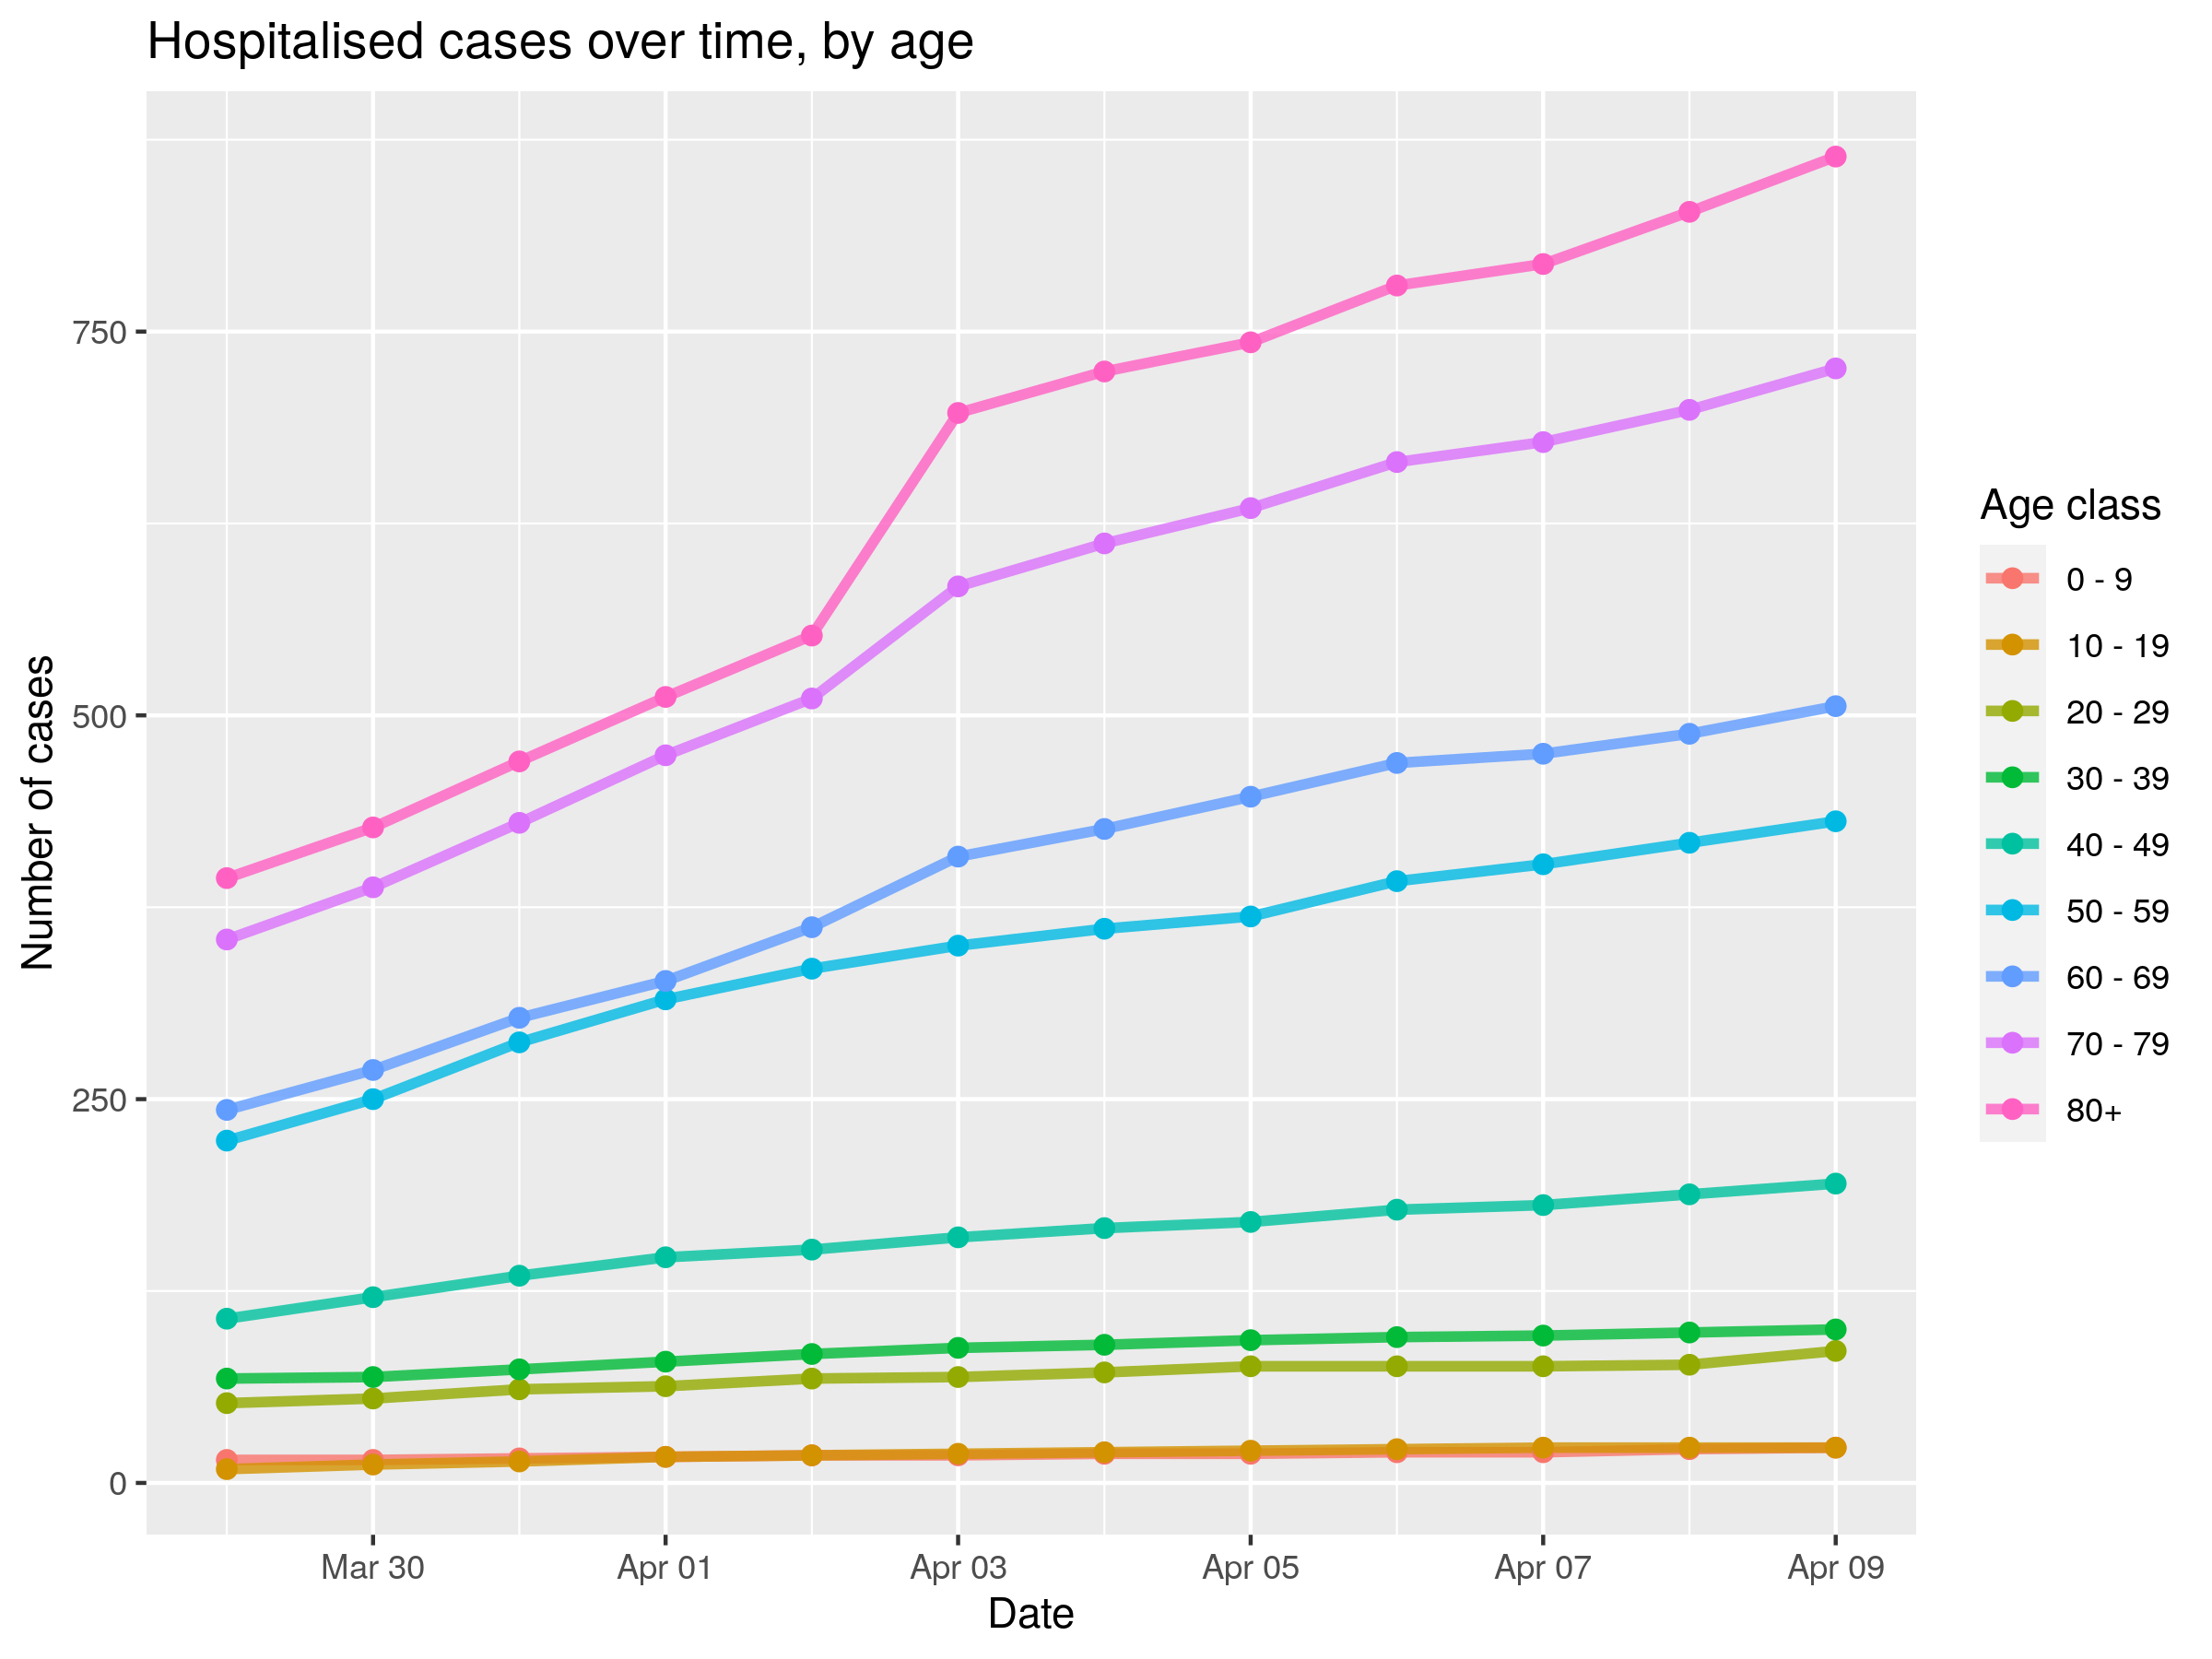 Hospitalised cases over time, by age
Number of cases
750
500
250
0
Mar 30
Apr 01
Apr 03
Apr 05
Apr 07
Apr 09
Date
Age class
0 - 9
10 - 19
20 - 29
30 - 39
40 - 49
50 - 59
60 - 69
70 - 79
80+